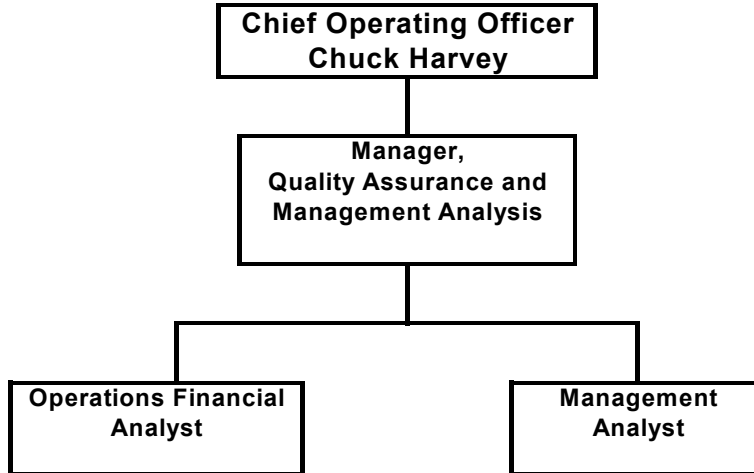 Chief Operating Officer
Chuck Harvey
Manager,
Quality Assurance and
Management Analysis
Operations Financial
Analyst
Management
Analyst